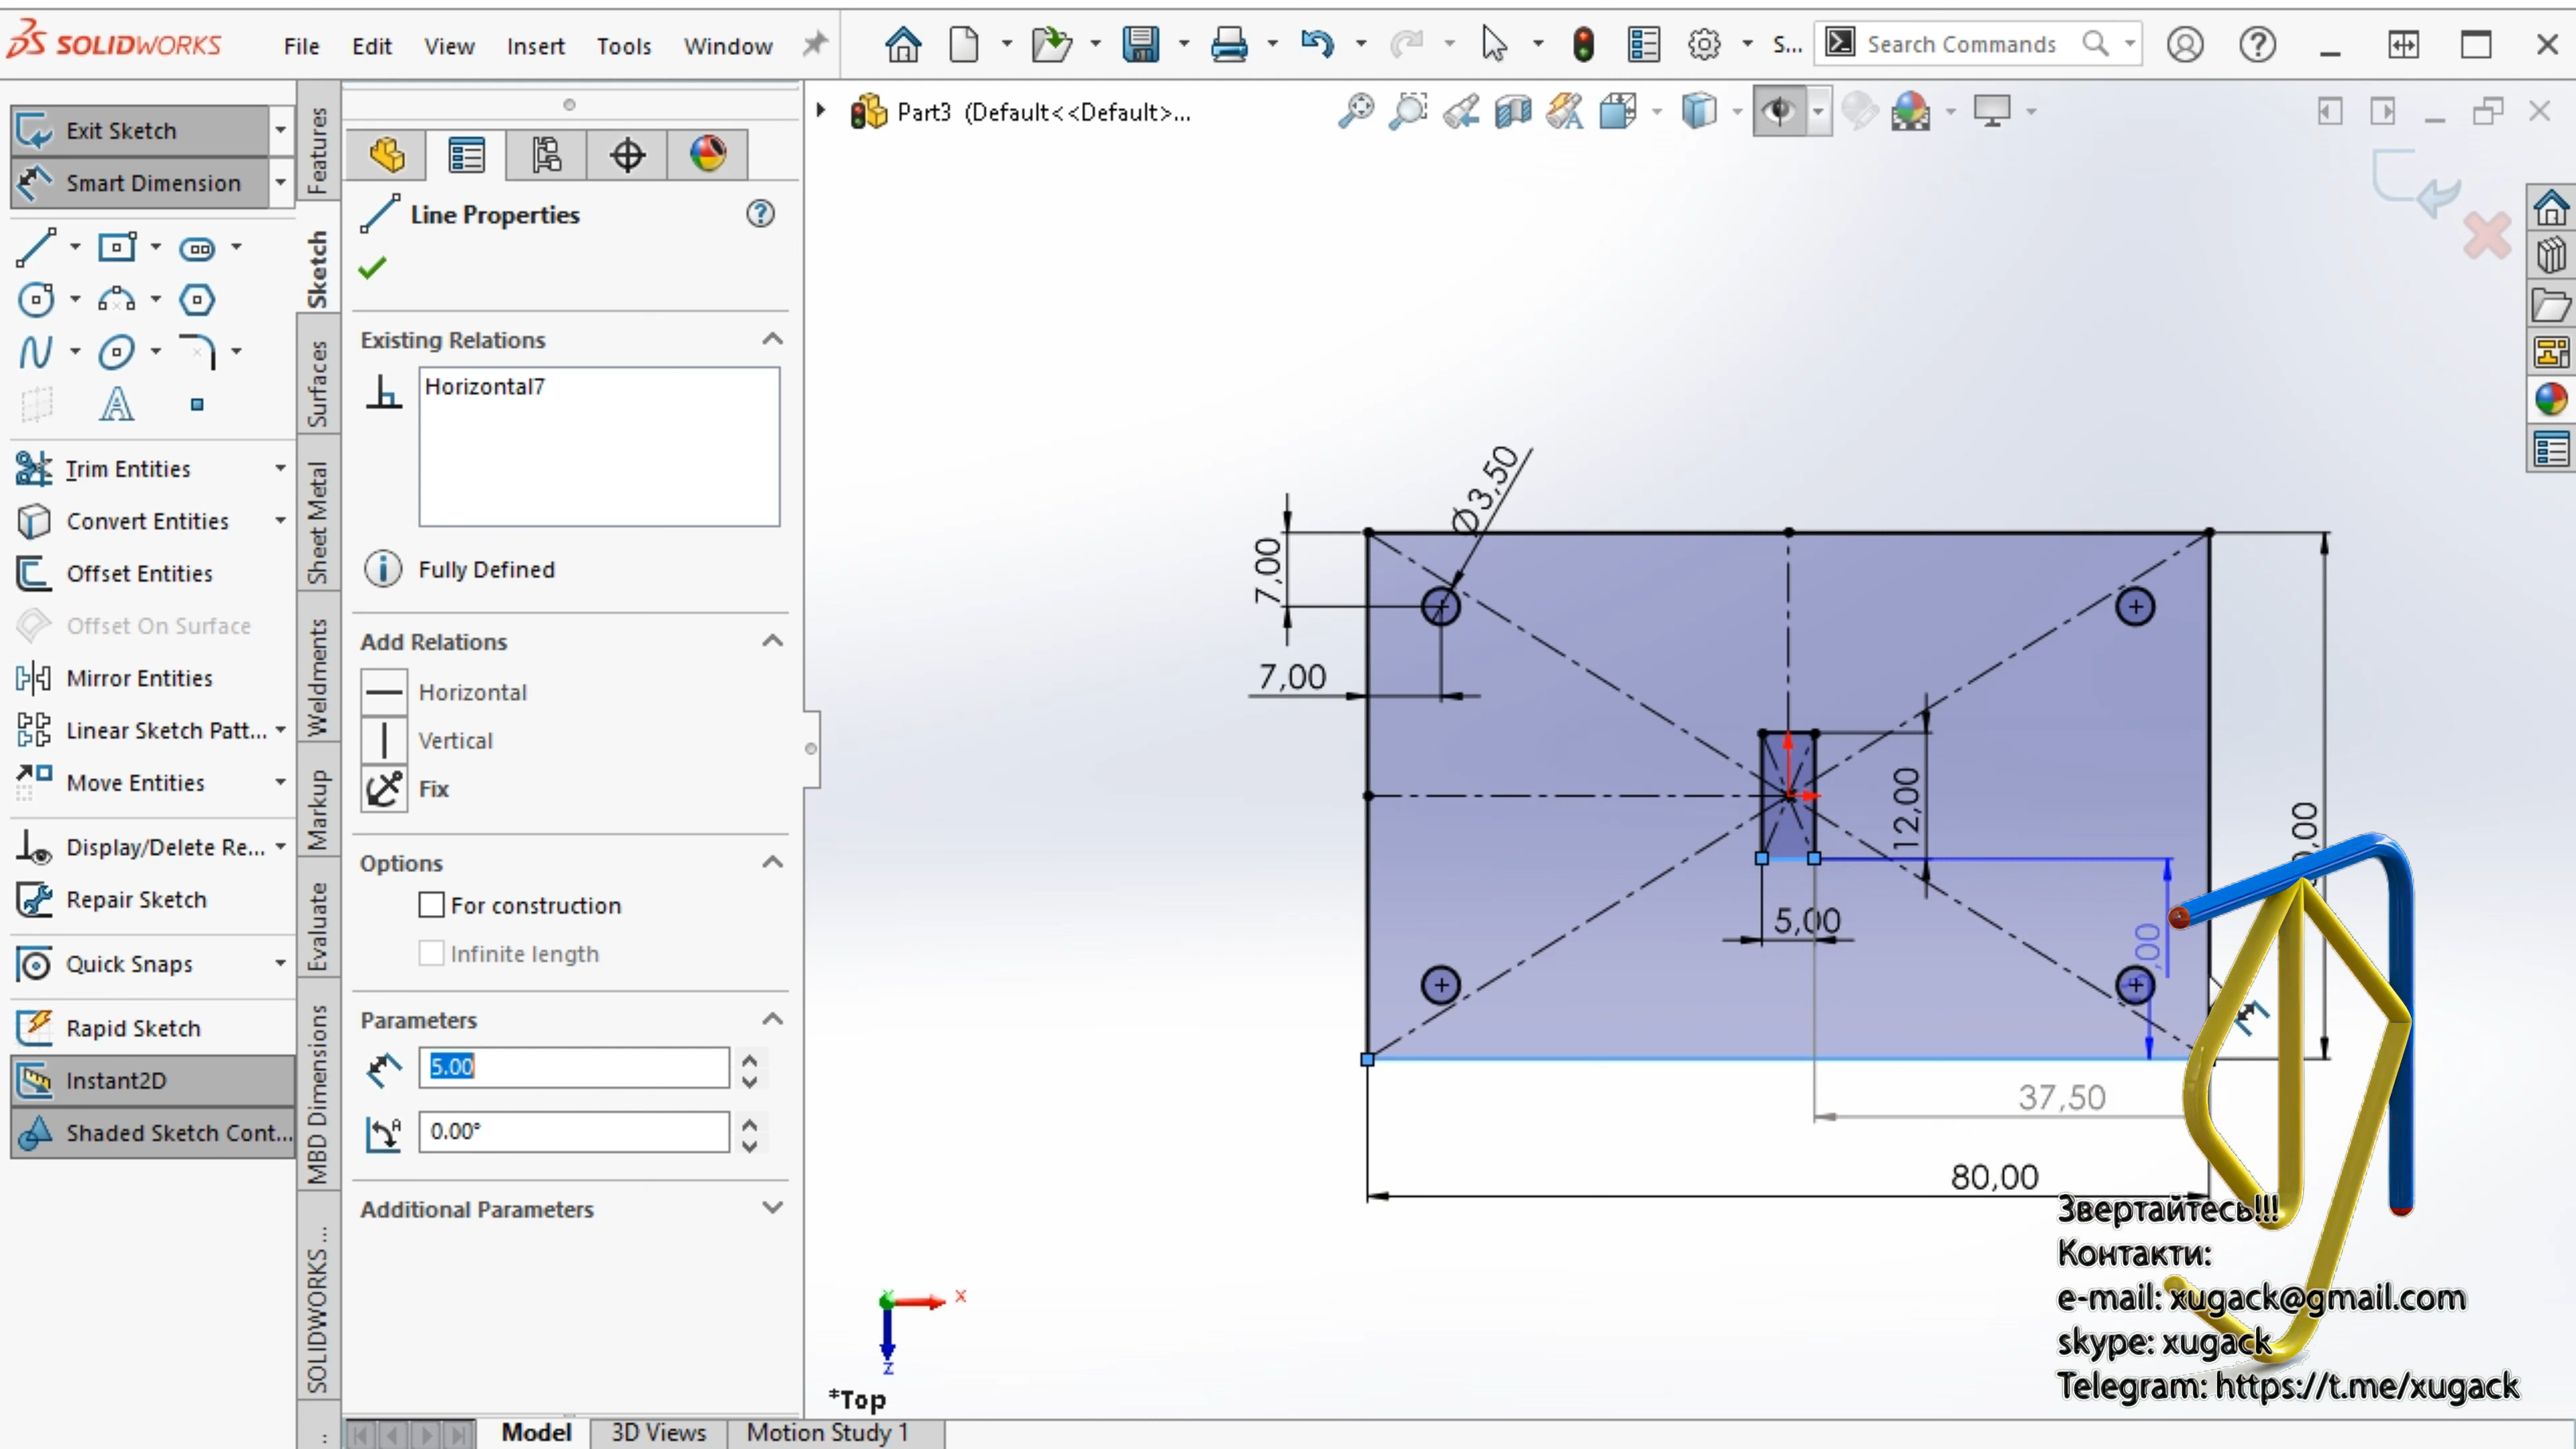 SOLIDWORKS
File Edit View Insert Tools Window
S...
Search Commands
Exit Sketch
Smart Dimension
Trim Entities
Convert Entities
Offset Entities
Offset On Surface
Mirror Entities
Linear Sketch Patt...
Move Entities
Display/Delete Re...
Repair Sketch
Quick Snaps
Rapid Sketch
Instant2D
Shaded Sketch Cont...
Features
Sketch
Surfaces
Sheet Metal
Weldments
Markup
Evaluate
MBD Dimensions
SOLIDWORKS ...
Line Properties
Existing Relations
Horizontal7
Fully Defined
Add Relations
Horizontal
Vertical
Fix
Options
For construction
Infinite length
Parameters
5.00
0.00°
Additional Parameters
Part3 (Default<<Default>...
Ø3,50
7,00
7,00
12,00
5,00
37,50
80,00
X
Z
*Top
Звертайтесь!!!
Контакти:
e-mail: xugack@gmail.com
skype: xugack
Telegram: https://t.me/xugack
Model 3D Views Motion Study 1